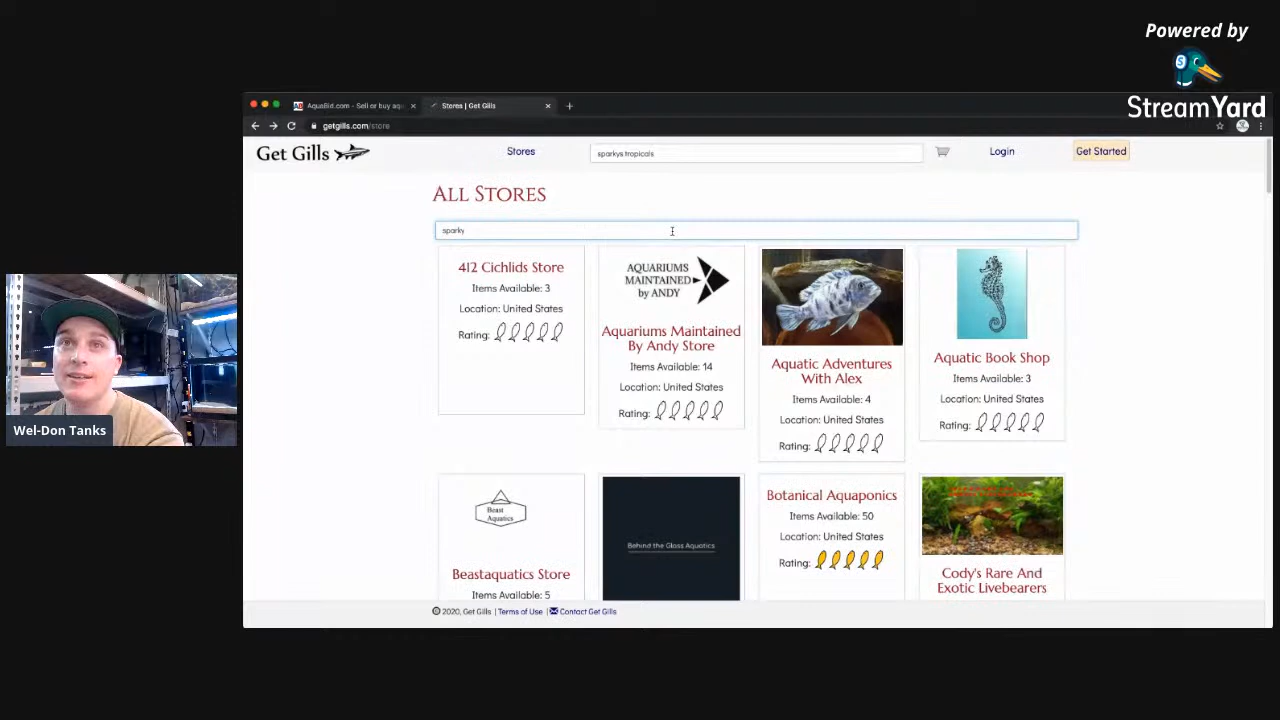 Powered by
StreamYard
AquaBid.com - Sell or buy aqu
Stores | Get Gills
getgills.com/store
Get Gills
Stores
sparkys tropicals
Login
Get Started
ALL STORES
sparky
412 Cichlids Store
Items Available: 3
Location: United States
Rating:
AQUARIUMS
MAINTAINED
by ANDY
Aquariums Maintained
By Andy Store
Items Available: 14
Location: United States
Rating:
Aquatic Adventures
With Alex
Items Available: 4
Location: United States
Rating:
Aquatic Book Shop
Items Available: 3
Location: United States
Rating:
Beast
Aquatics
Beastaquatics Store
Items Available: 5
Behind the Glass Aquatics
Botanical Aquaponics
Items Available: 50
Location: United States
Rating:
Cody's Rare And
Exotic Livebearers
© 2020, Get Gills | Terms of Use | Contact Get Gills
Wel-Don Tanks